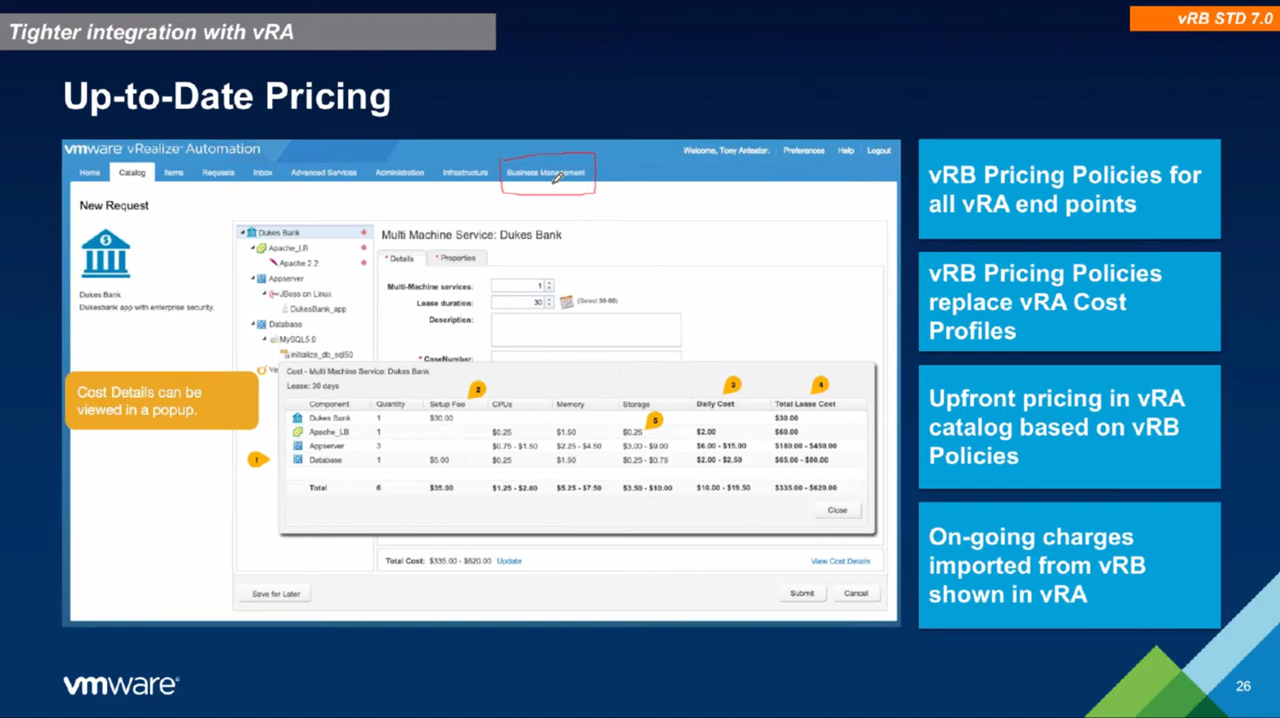 Tighter integration with vRA
vRB STD 7.0
Up-to-Date Pricing
vmware vRealize Automation
Welcome, Tony Anteater. Preferences Help Logout
Home Catalog Items Requests Inbox Advanced Services Administration Infrastructure Business Management
New Request
Dukes Bank
Dukesbank app with enterprise security.
Dukes Bank *
Apache_LB *
Apache 2.2 *
Appserver
JBoss on Linux
DukesBank_app
Database
MySQL5.0
initialize_db_sql50
Ve
Multi Machine Service: Dukes Bank
* Details * Properties
Multi-Machine services: 1
Lease duration: 30
Description:
* CaseNumber
Cost Details can be
viewed in a popup.
Cost - Multi Machine Service: Dukes Bank
Lease: 30 days
1
2
3
4
5
Component Quantity Setup Fee CPUs Memory Storage Daily Cost Total Lease Cost
Dukes Bank 1 $30.00 $30.00
Apache_LB 1 $0.25 $1.50 $0.25 $2.00 $60.00
Appserver 3 $0.75 - $1.50 $2.25 - $4.50 $3.00 - $9.00 $6.00 - $15.00 $180.00 - $450.00
Database 1 $5.00 $0.25 $1.50 $0.25 - $0.75 $2.00 - $2.50 $65.00 - $80.00
Total 6 $35.00 $1.25 - $2.00 $5.25 - $7.50 $3.50 - $10.00 $10.00 - $19.50 $335.00 - $620.00
Close
Total Cost: $335.00 - $620.00 Update View Cost Details
Save for Later Submit Cancel
vRB Pricing Policies for
all vRA end points
vRB Pricing Policies
replace vRA Cost
Profiles
Upfront pricing in vRA
catalog based on vRB
Policies
On-going charges
imported from vRB
shown in vRA
vmware
26